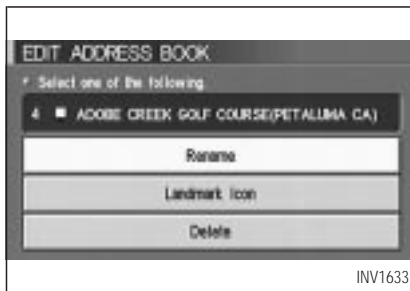 EDIT ADDRESS BOOK
Select one of the following
4 ADOBE CREEK GOLF COURSE(PETALUMA CA)
Rename
Landmark Icon
Delete
INV1633